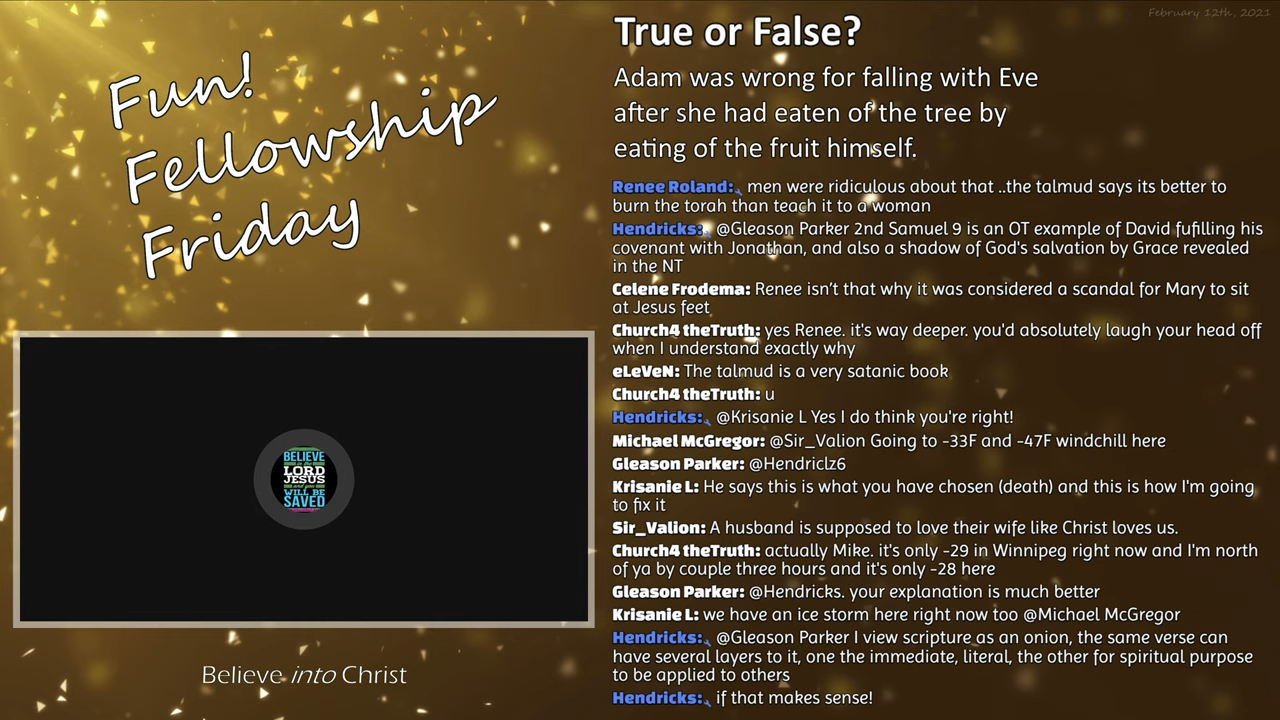 February 12th, 2021
Fun!
Fellowship
Friday
True or False?
Adam was wrong for falling with Eve
after she had eaten of the tree by
eating of the fruit himself.
Renee Roland: men were ridiculous about that ..the talmud says its better to
burn the torah than teach it to a woman
Hendricks: @Gleason Parker 2nd Samuel 9 is an OT example of David fufilling his
covenant with Jonathan, and also a shadow of God's salvation by Grace revealed
in the NT
Celene Frodema: Renee isn't that why it was considered a scandal for Mary to sit
at Jesus feet
Church4 theTruth: yes Renee. it's way deeper. you'd absolutely laugh your head off
when I understand exactly why
eLeVeN: The talmud is a very satanic book
Church4 theTruth: u
Hendricks: @Krisanie L Yes I do think you're right!
Michael McGregor: @Sir_Valion Going to -33F and -47F windchill here
Gleason Parker: @Hendriclz6
Krisanie L: He says this is what you have chosen (death) and this is how I'm going
to fix it
Sir_Valion: A husband is supposed to love their wife like Christ loves us.
Church4 theTruth: actually Mike. it's only -29 in Winnipeg right now and I'm north
of ya by couple three hours and it's only -28 here
Gleason Parker: @Hendricks. your explanation is much better
Krisanie L: we have an ice storm here right now too @Michael McGregor
Hendricks: @Gleason Parker I view scripture as an onion, the same verse can
have several layers to it, one the immediate, literal, the other for spiritual purpose
to be applied to others
Hendricks: if that makes sense!
BELIEVE
LORD
JESUS
WILL BE
SAVED
Believe into Christ